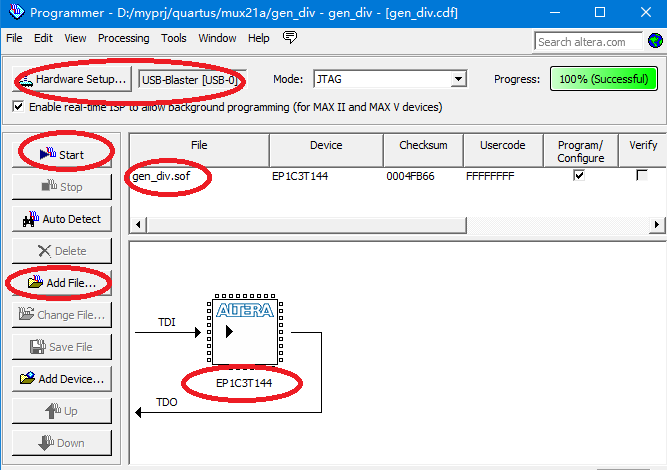 Programmer - D:/myprj/quartus/mux21a/gen_div - gen_div - [gen_div.cdf]
File Edit View Processing Tools Window Help
Search altera.com
Hardware Setup... USB-Blaster [USB-0] Mode: JTAG Progress: 100% (Successful)
Enable real-time ISP to allow background programming (for MAX II and MAX V devices)
Start
Stop
Auto Detect
Delete
Add File...
Change File...
Save File
Add Device...
Up
Down
File Device Checksum Usercode Program/ Verify
Configure
gen_div.sof EP1C3T144 0004FB66 FFFFFFFF
ALTERA
TDI
EP1C3T144
TDO